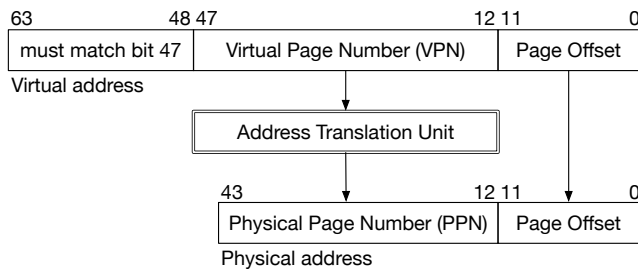 63 48 47 12 11 0
must match bit 47 Virtual Page Number (VPN) Page Offset
Virtual address
Address Translation Unit
43 12 11 0
Physical Page Number (PPN) Page Offset
Physical address